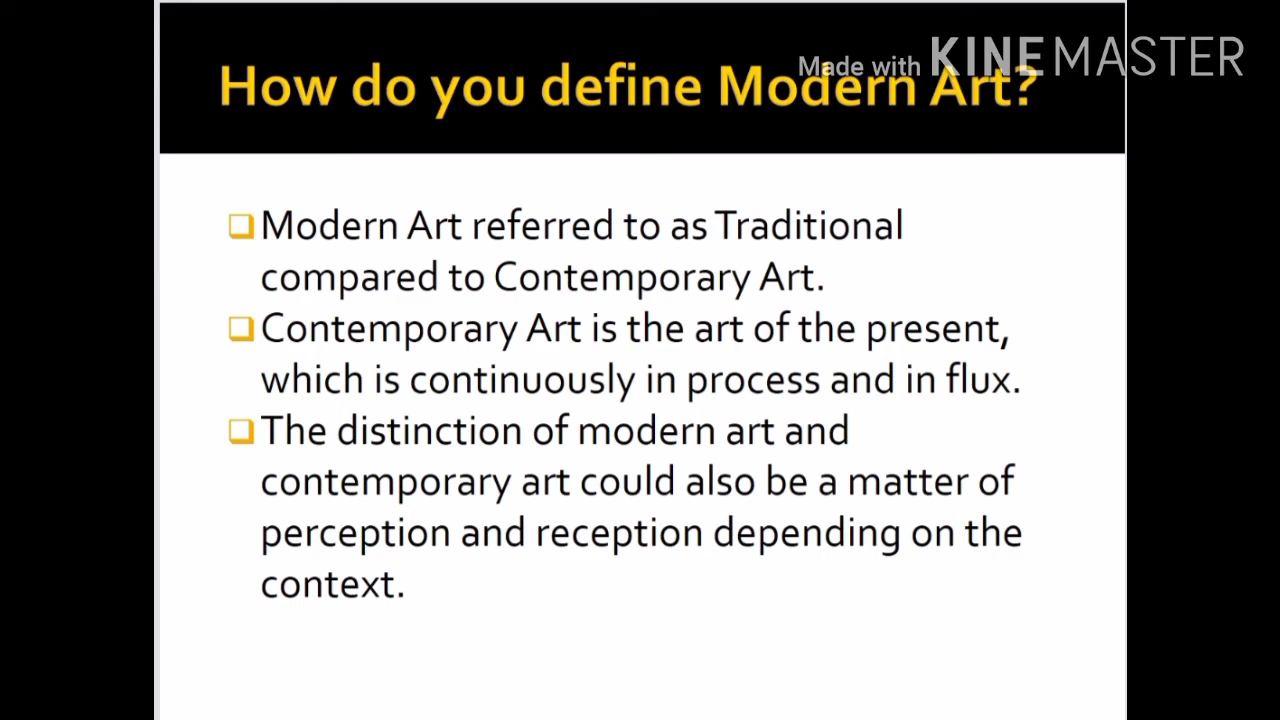 Made with KINEMASTER
How do you define Modern Art?
Modern Art referred to as Traditional
compared to Contemporary Art.
Contemporary Art is the art of the present,
which is continuously in process and in flux.
The distinction of modern art and
contemporary art could also be a matter of
perception and reception depending on the
context.